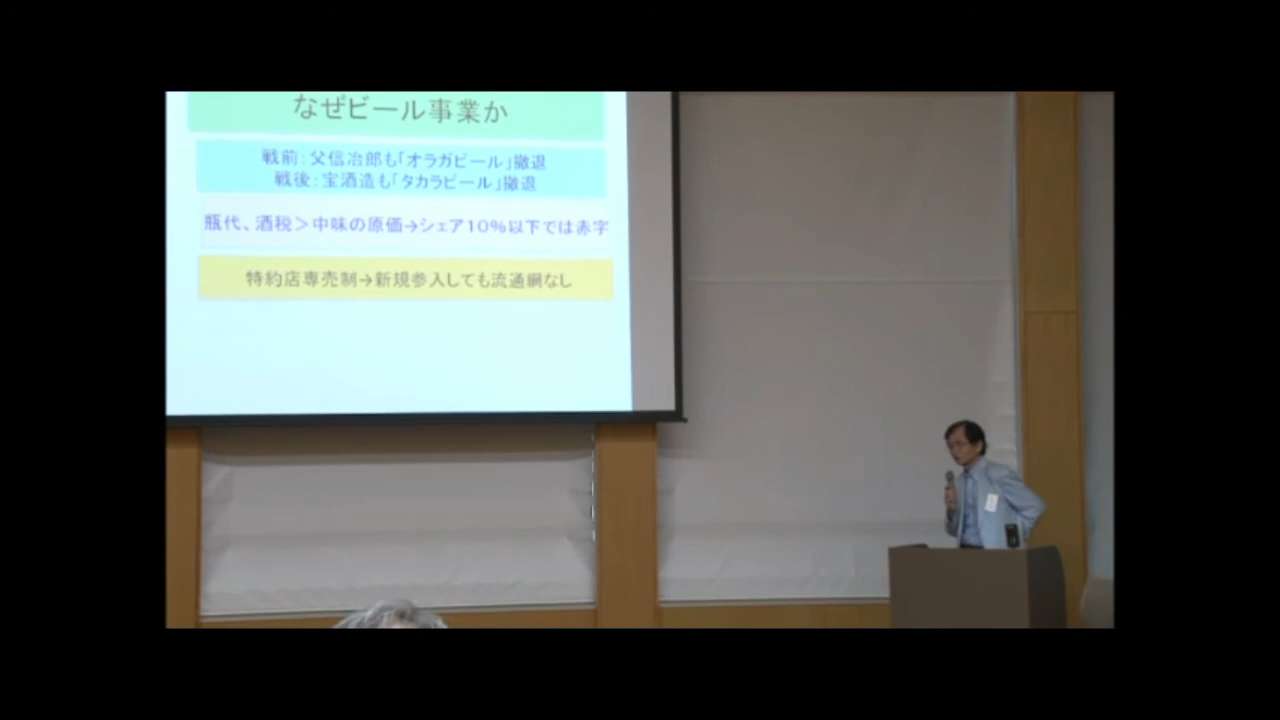 なぜビール事業か
戦前：父信冶郎も「オラガビール」撤退
戦後：宝酒造も「タカラビール」撤退
瓶代、酒税＞中味の原価→シェア１０％以下では赤字
特約店専売制→新規参入しても流通網なし